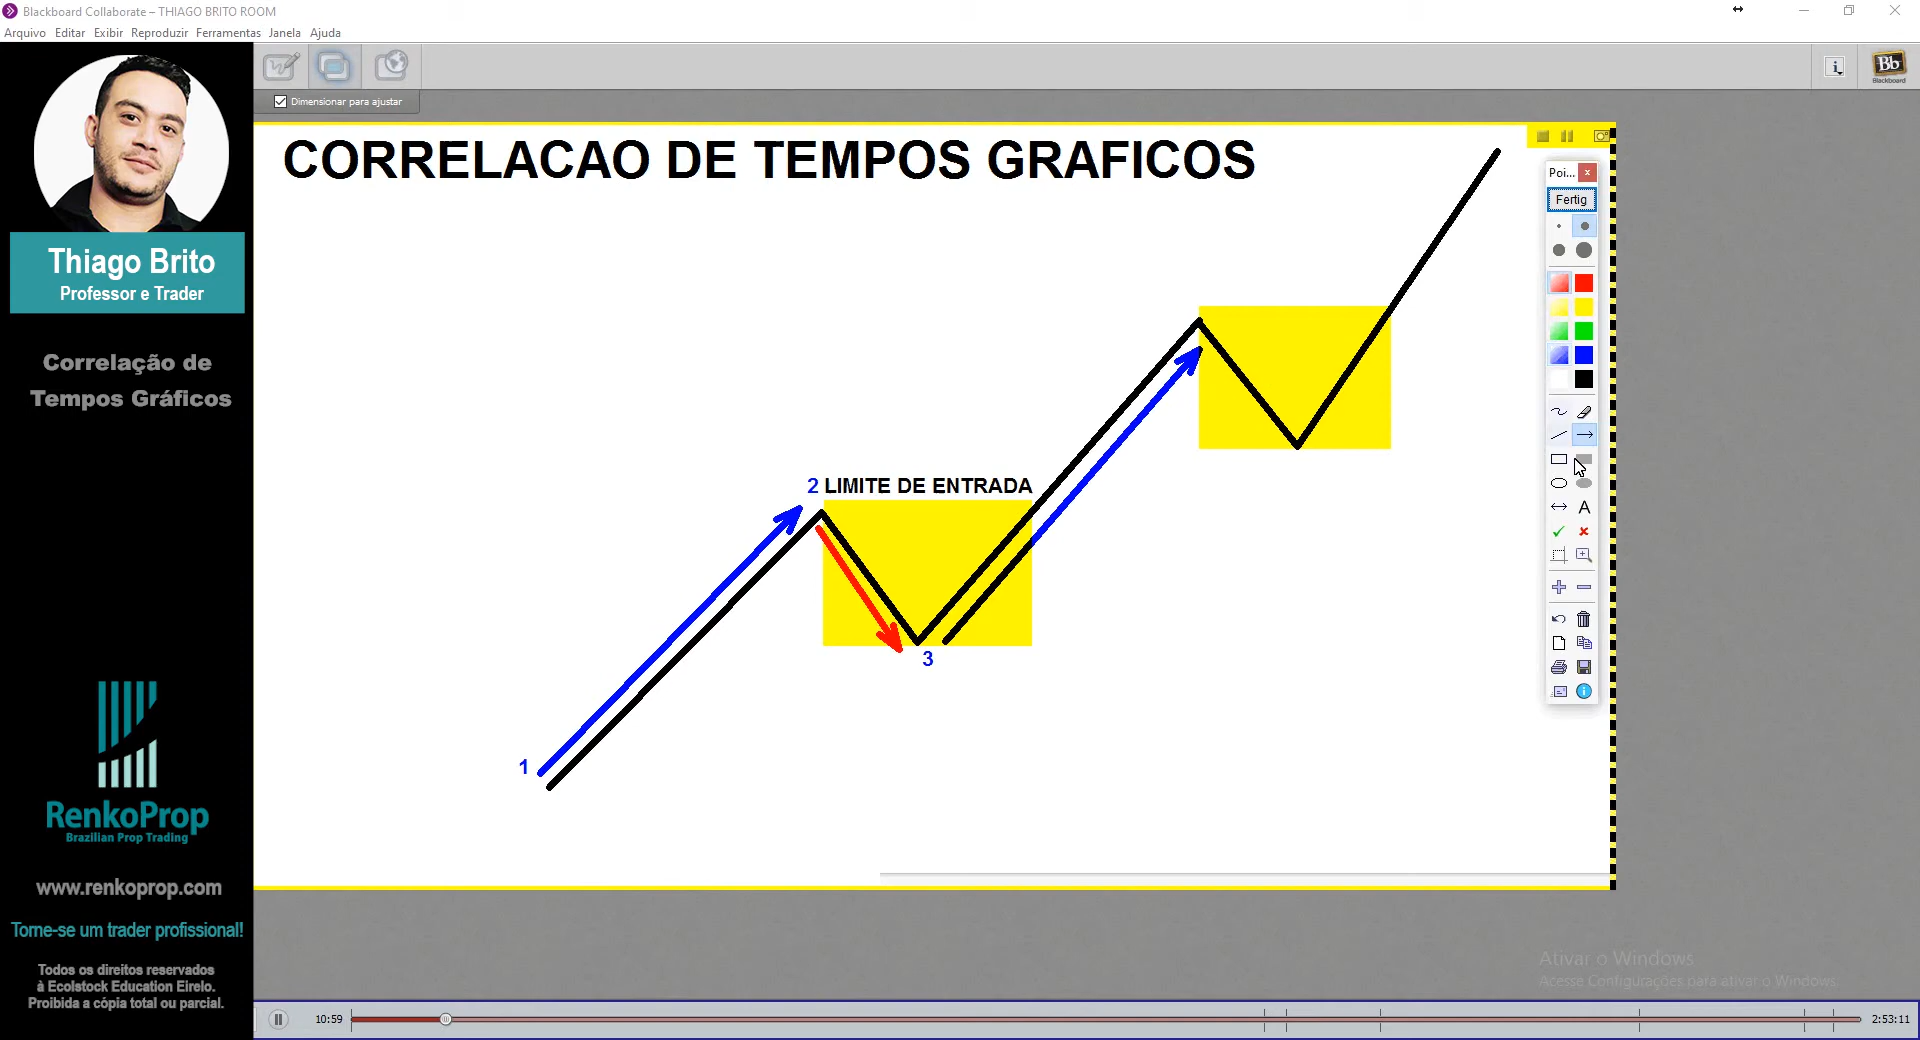 Blackboard Collaborate – THIAGO BRITO ROOM
Arquivo Editar Exibir Reproduzir Ferramentas Janela Ajuda
Dimensionar para ajustar
Bb
Blackboard
Thiago Brito
Professor e Trader
Correlação de
Tempos Gráficos
RenkoProp
Brazilian Prop Trading
www.renkoprop.com
Torne-se um trader profissional!
Todos os direitos reservados
à Ecolstock Education Eirelo.
Proibida a cópia total ou parcial.
CORRELACAO DE TEMPOS GRAFICOS
2 LIMITE DE ENTRADA
3
1
Poi...
Fertig
A
Ativar o Windows
Acesse Configurações para ativar o Windows.
10:59
2:53:11